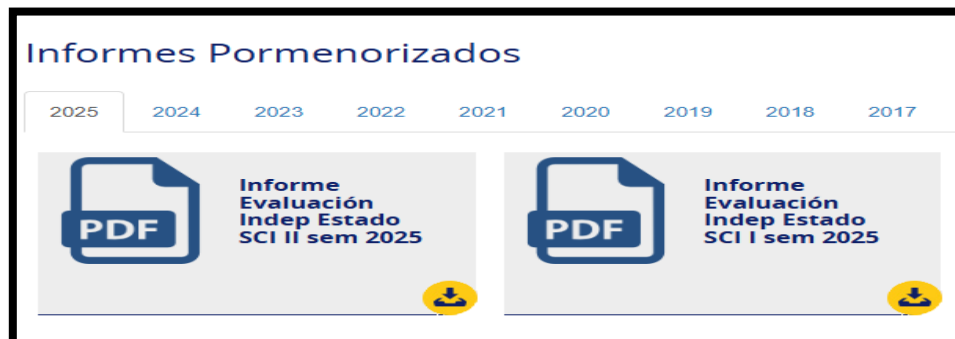 Informes Pormenorizados
2025 2024 2023 2022 2021 2020 2019 2018 2017
PDF
Informe
Evaluación
Indep Estado
SCI II sem 2025
PDF
Informe
Evaluación
Indep Estado
SCI I sem 2025